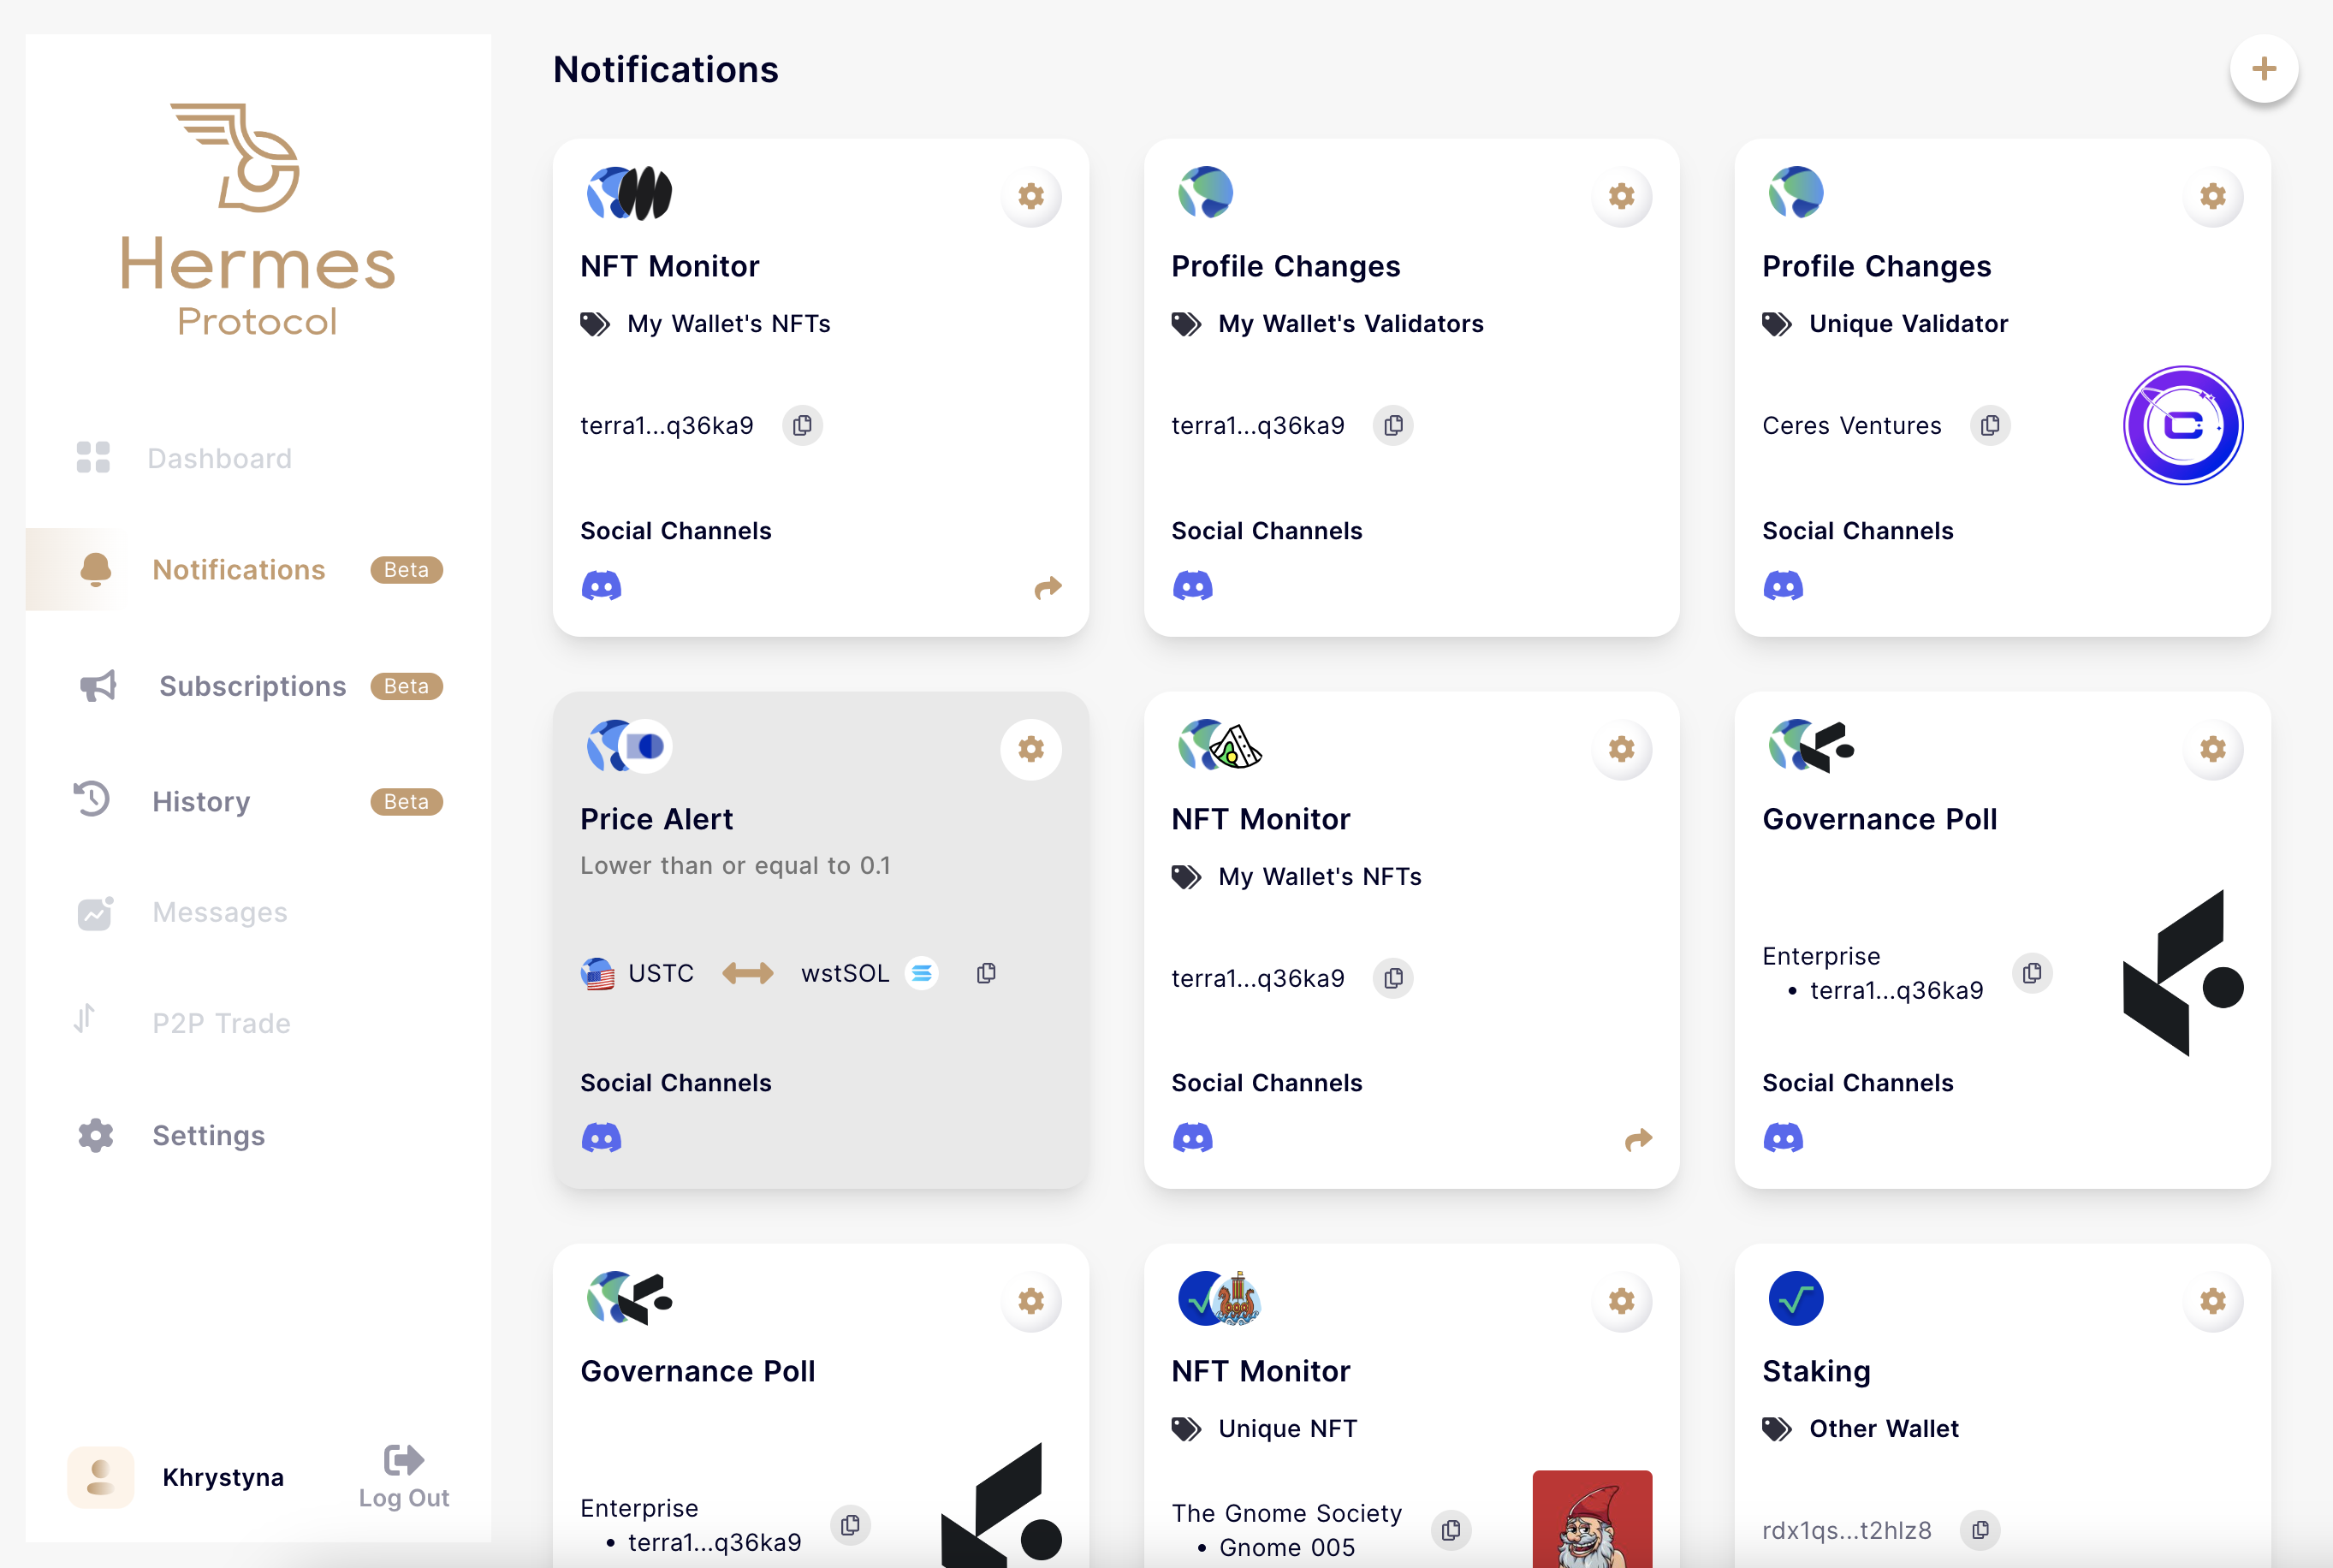 Hermes
Protocol
Dashboard
Notifications Beta
Subscriptions Beta
History Beta
Messages
P2P Trade
Settings
Khrystyna
Log Out
Notifications
NFT Monitor
My Wallet's NFTs
terra1...q36ka9
Social Channels
Profile Changes
My Wallet's Validators
terra1...q36ka9
Social Channels
Profile Changes
Unique Validator
Ceres Ventures
Social Channels
Price Alert
Lower than or equal to 0.1
USTC wstSOL
Social Channels
NFT Monitor
My Wallet's NFTs
terra1...q36ka9
Social Channels
Governance Poll
Enterprise
• terra1...q36ka9
Social Channels
Governance Poll
Enterprise
• terra1...q36ka9
NFT Monitor
Unique NFT
The Gnome Society
• Gnome 005
Staking
Other Wallet
rdx1qs...t2hlz8